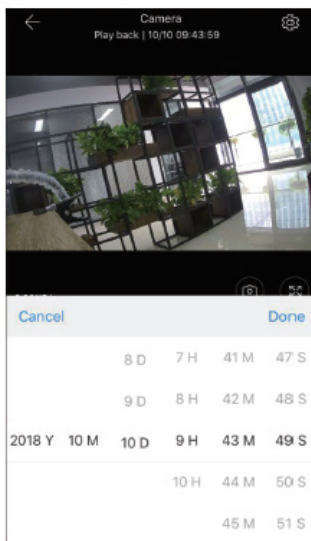 Camera
Play back | 10/10 09:43:59
Cancel Done
8 D 7 H 41 M 47 S
9 D 8 H 42 M 48 S
2018 Y 10 M 10 D 9 H 43 M 49 S
10 H 44 M 50 S
45 M 51 S